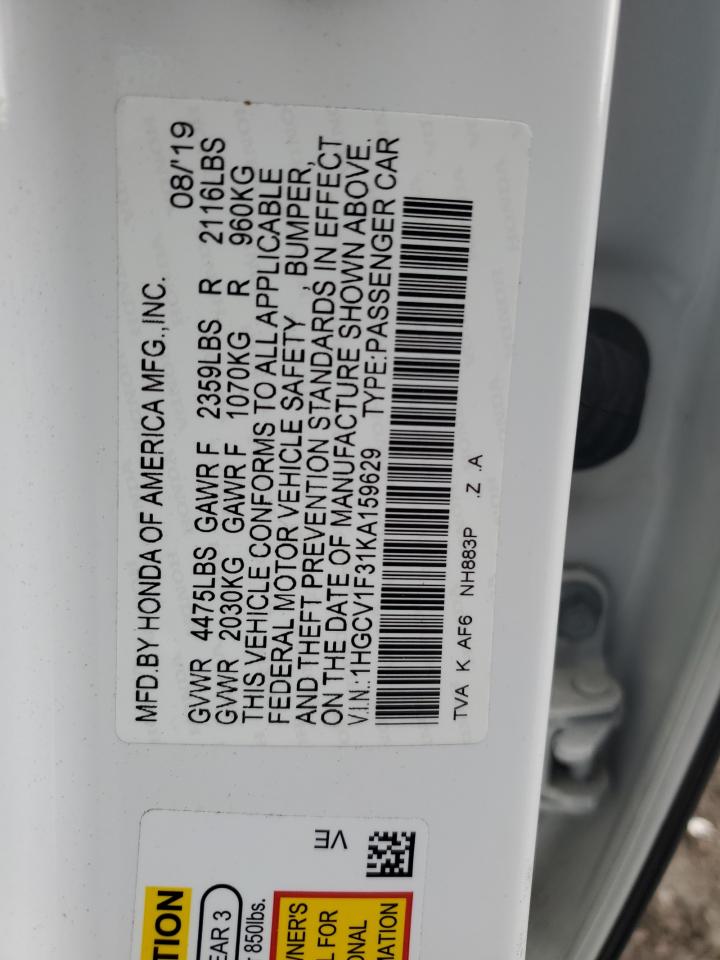 MFD.BY HONDA OF AMERICA MFG.,INC. 08/'19
GVWR 4475LBS GAWR F 2359LBS R 2116LBS
GVWR 2030KG GAWR F 1070KG R 960KG
THIS VEHICLE CONFORMS TO ALL APPLICABLE
FEDERAL MOTOR VEHICLE SAFETY , BUMPER,
AND THEFT PREVENTION STANDARDS IN EFFECT
ON THE DATE OF MANUFACTURE SHOWN ABOVE.
V.I.N.:1HGCV1F31KA159629 TYPE:PASSENGER CAR
TVA K AF6 NH883P .Z .A
VE
TION
EAR 3
850lbs.
NER'S
L FOR
ONAL
MATION